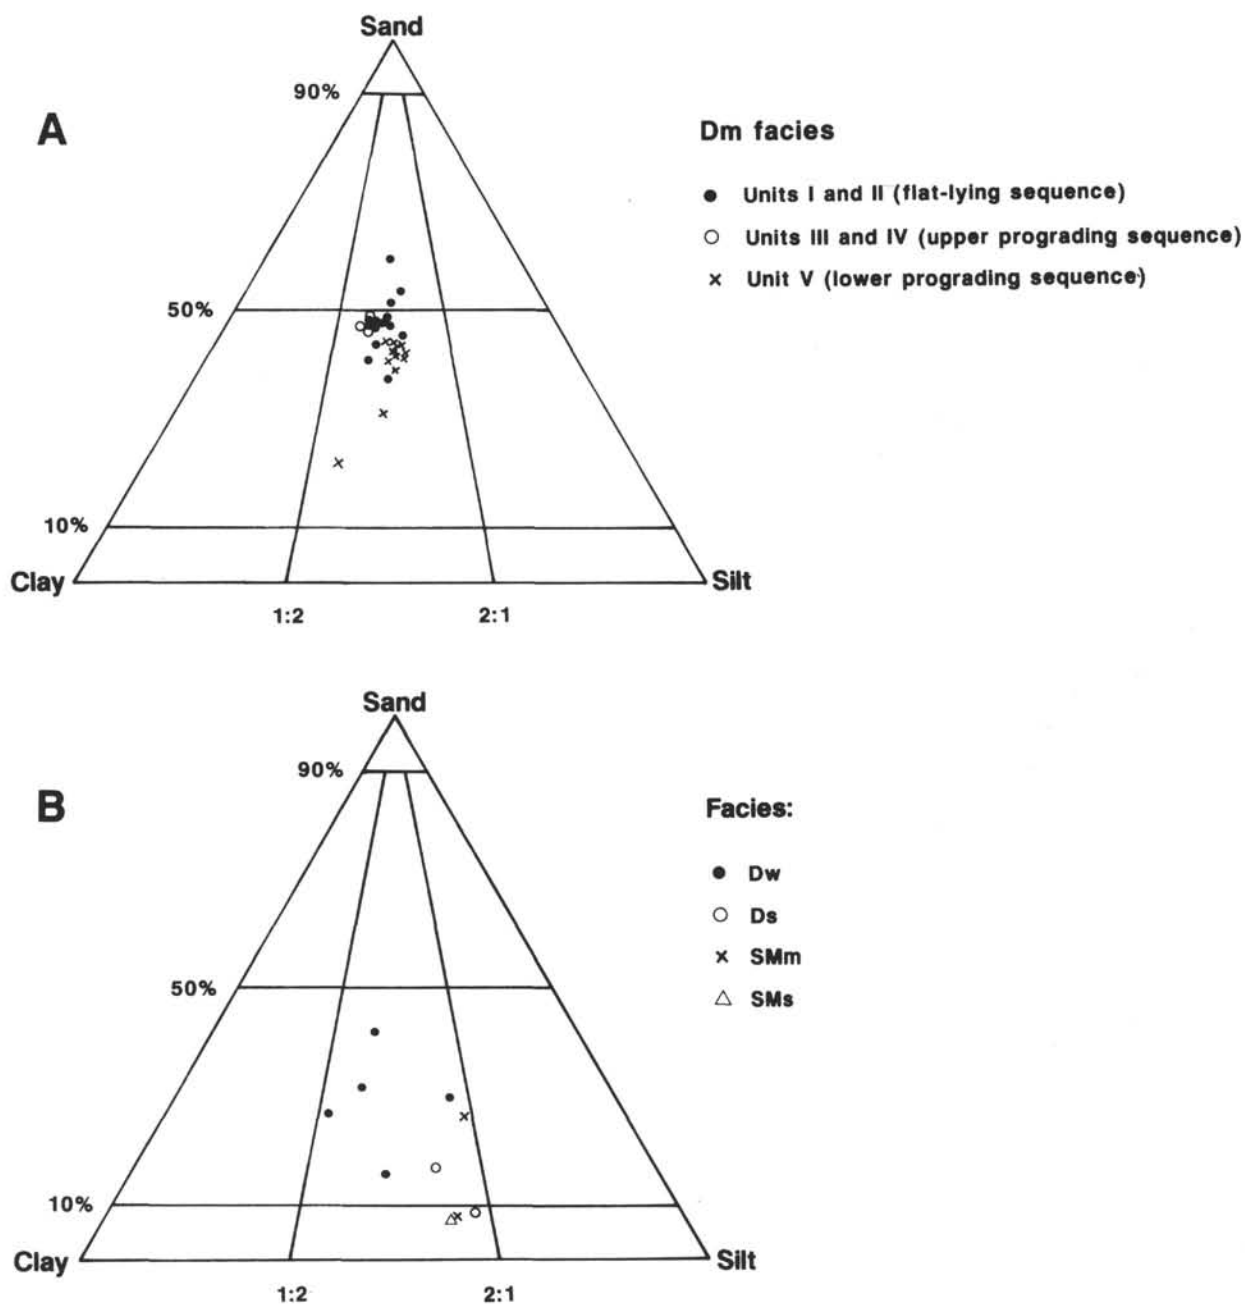 Sand
90%
A
Dm facies
Units I and II (flat-lying sequence)
Units III and IV (upper prograding sequence)
Unit V (lower prograding sequence)
50%
10%
Clay
Silt
1:2
2:1
Sand
90%
B
Facies:
Dw
Ds
SMm
SMs
50%
10%
Clay
Silt
1:2
2:1